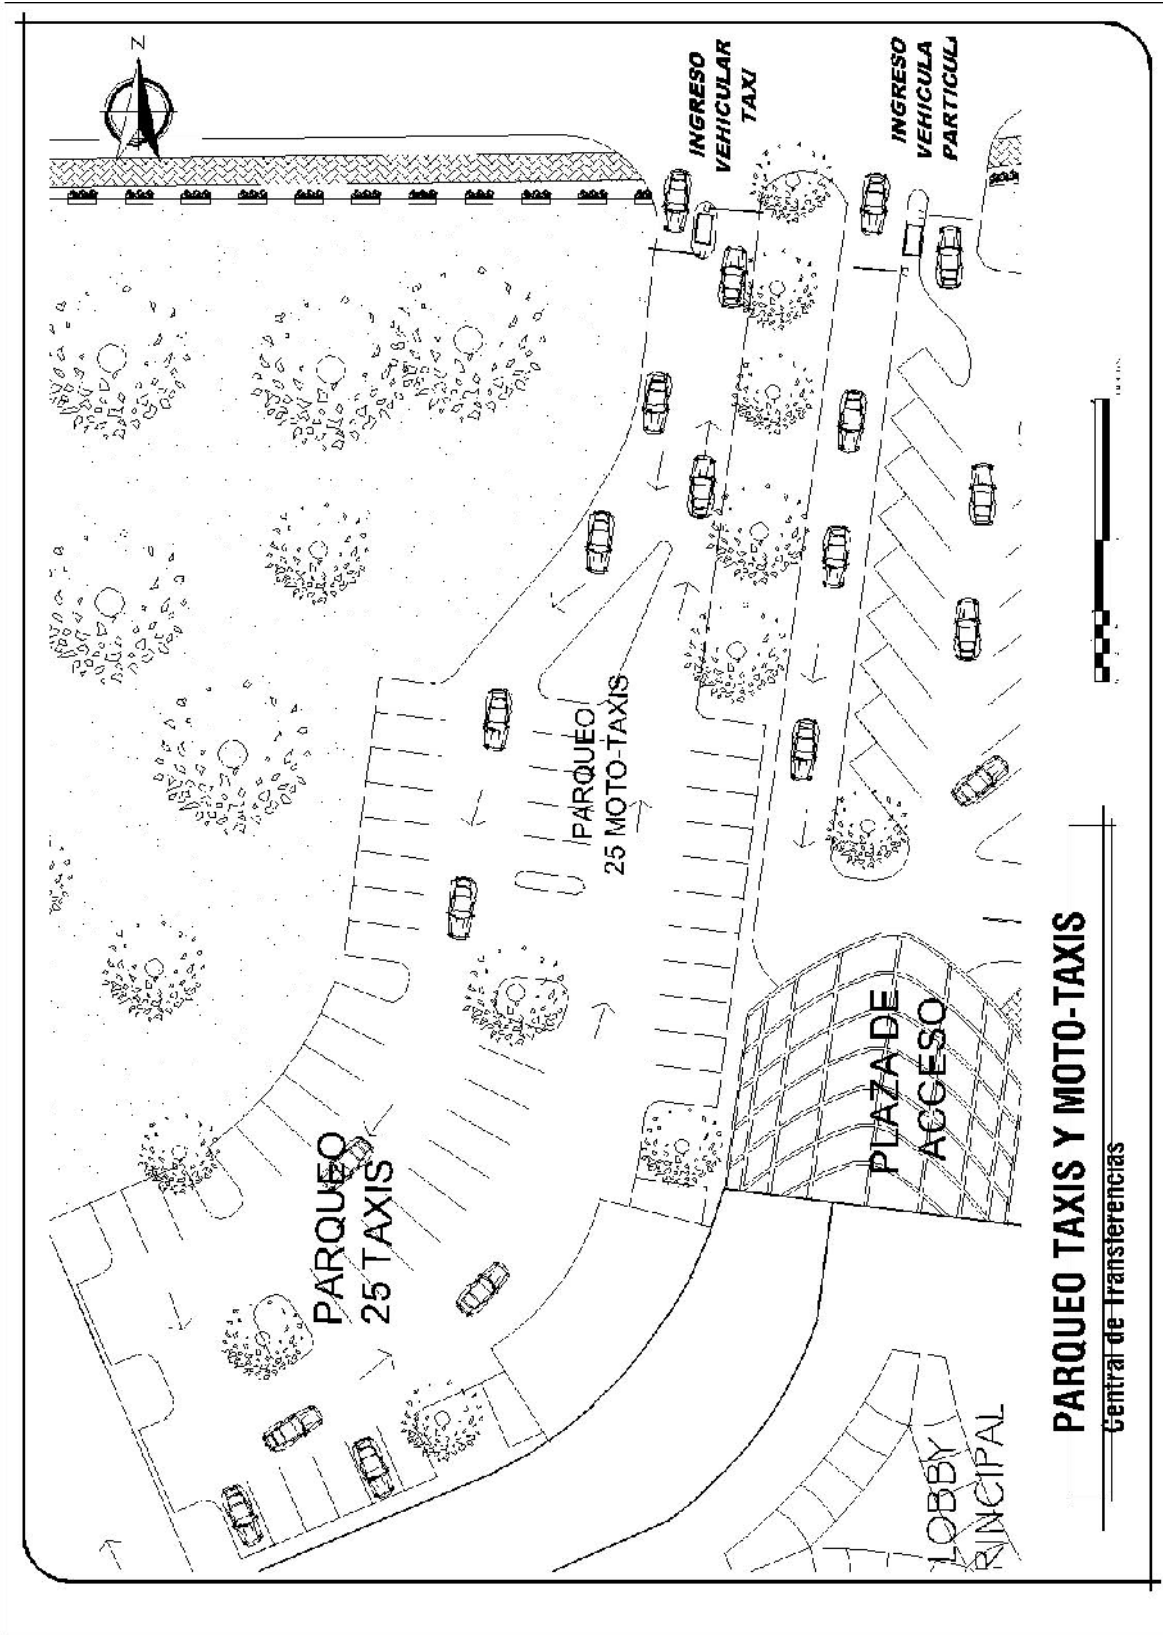 N
INGRESO
VEHICULAR
TAXI
INGRESO
VEHICULA
PARTICUL
PARQUEO
25 MOTO-TAXIS
PARQUEO
25 TAXIS
PLAZA DE
ACCESO
LOBBY
RINCIPAL
PARQUEO TAXIS Y MOTO-TAXIS
Central de Transferencias